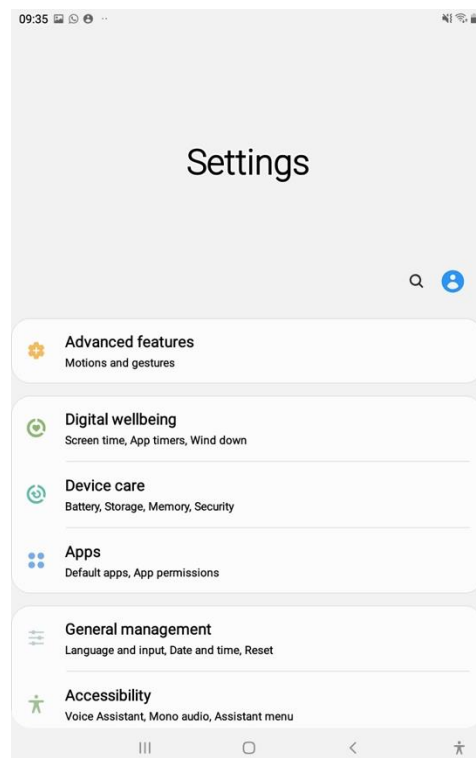 09:35
Settings
Advanced features
Motions and gestures
Digital wellbeing
Screen time, App timers, Wind down
Device care
Battery, Storage, Memory, Security
Apps
Default apps, App permissions
General management
Language and input, Date and time, Reset
Accessibility
Voice Assistant, Mono audio, Assistant menu